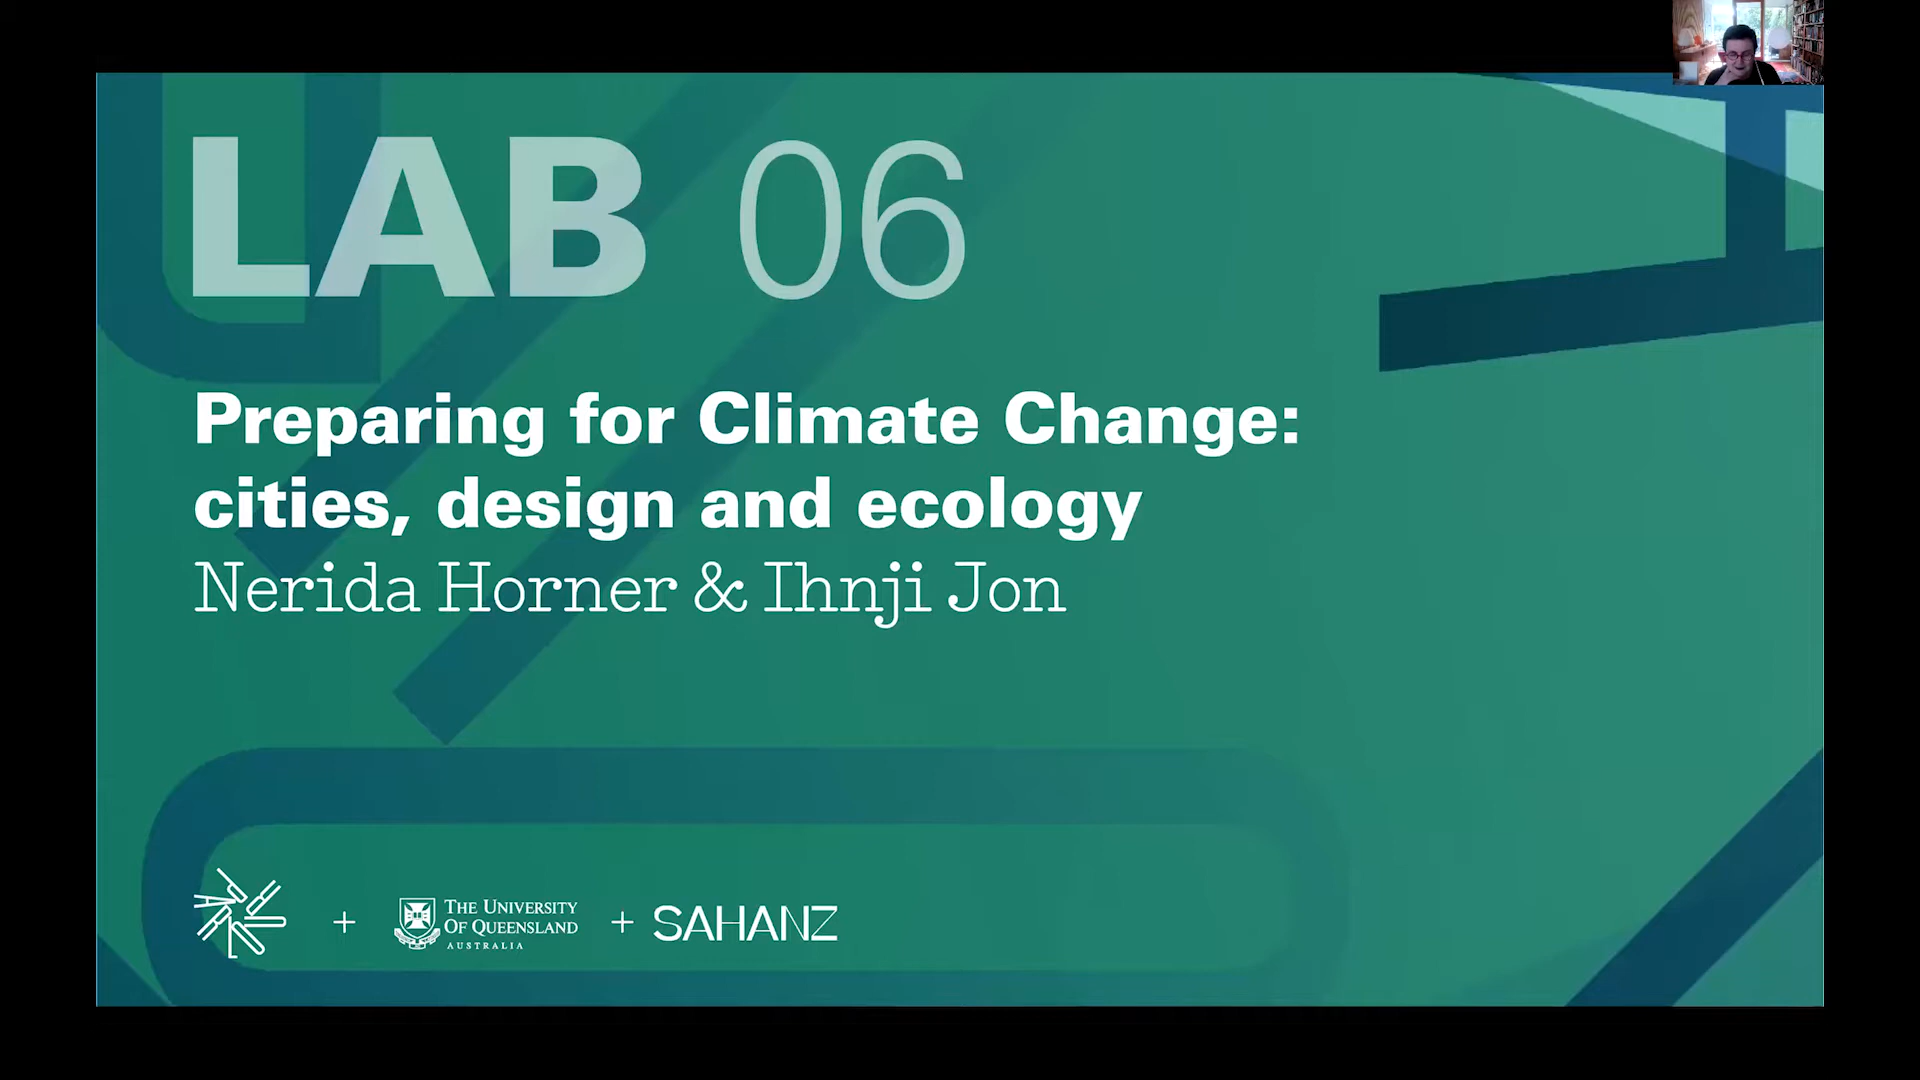 LAB 06
Preparing for Climate Change:
cities, design and ecology
Nerida Horner & Ihnji Jon
+
THE UNIVERSITY
OF QUEENSLAND
AUSTRALIA
+
SAHANZ